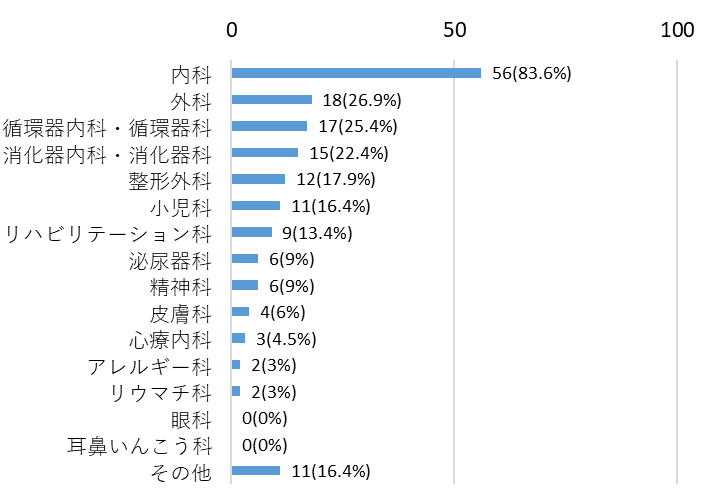 0 50 100
内科 56(83.6%)
外科 18(26.9%)
循環器内科・循環器科 17(25.4%)
消化器内科・消化器科 15(22.4%)
整形外科 12(17.9%)
小児科 11(16.4%)
リハビリテーション科 9(13.4%)
泌尿器科 6(9%)
精神科 6(9%)
皮膚科 4(6%)
心療内科 3(4.5%)
アレルギー科 2(3%)
リウマチ科 2(3%)
眼科 0(0%)
耳鼻いんこう科 0(0%)
その他 11(16.4%)